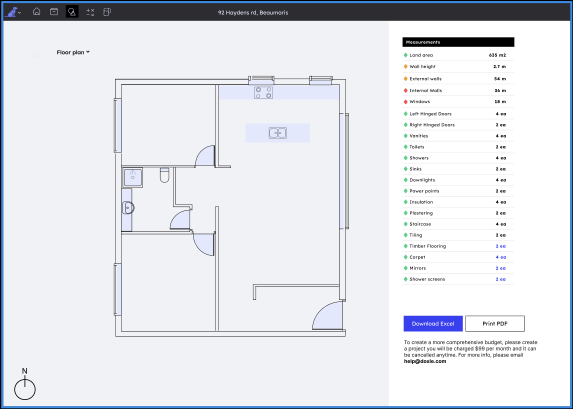 92 Haydens rd, Beaumaris
Floor plan
Measurements
Land area 635 m2
Wall height 2.7 m
External walls 54 m
Internal Walls 36 m
Windows 18 m
Left Hinged Doors 4 ea
Right Hinged Doors 2 ea
Vanities 4 ea
Toilets 2 ea
Showers 4 ea
Sinks 2 ea
Downlights 4 ea
Power points 2 ea
Insulation 4 ea
Plastering 2 ea
Staircase 4 ea
Tiling 2 ea
Timber Flooring 2 ea
Carpet 4 ea
Mirrors 2 ea
Shower screens 2 ea
Download Excel
Print PDF
To create a more comprehensive budget, please create
a project you will be charged $99 per month and it can
be cancelled anytime. For more info, please email
help@doxle.com
N